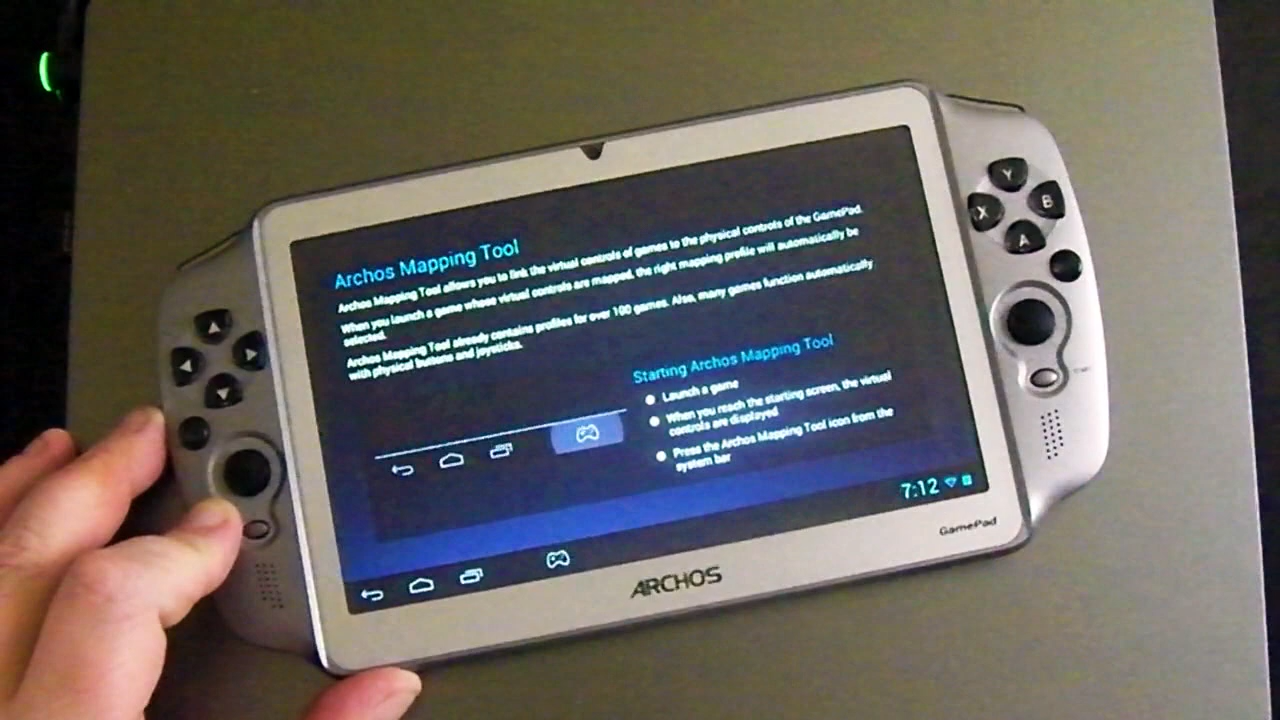 Archos Mapping Tool
Archos Mapping Tool allows you to link the virtual controls of games to the physical controls of the GamePad.
When you launch a game whose virtual controls are mapped, the right mapping profile will automatically be
selected.
Archos Mapping Tool already contains profiles for over 100 games. Also, many games function automatically
with physical buttons and joysticks.
Starting Archos Mapping Tool
Launch a game
When you reach the starting screen, the virtual
controls are displayed
Press the Archos Mapping Tool icon from the
system bar
7:12
GamePad
ARCHOS
Y
X
B
A